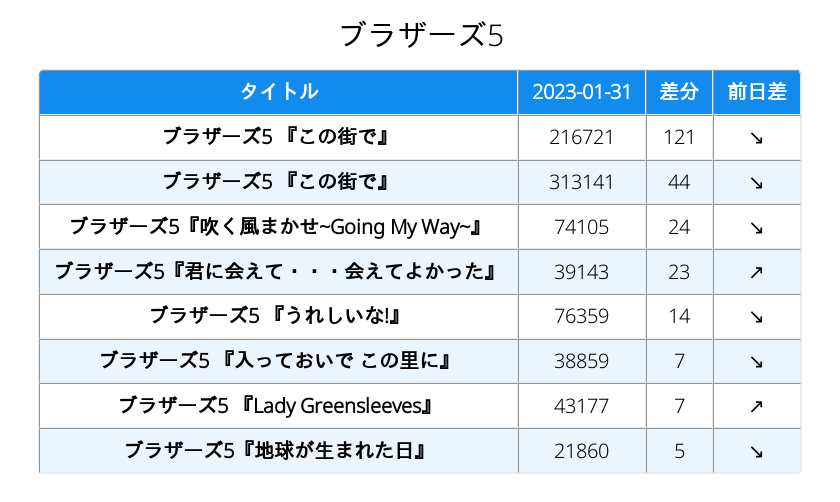 ブラザーズ5
タイトル 2023-01-31 差分 前日差
ブラザーズ5 『この街で』 216721 121 ↘
ブラザーズ5 『この街で』 313141 44 ↘
ブラザーズ5『吹く風まかせ~Going My Way~』 74105 24 ↘
ブラザーズ5『君に会えて・・・会えてよかった』 39143 23 ↗
ブラザーズ5 『うれしいな!』 76359 14 ↘
ブラザーズ5 『入っておいで この里に』 38859 7 ↘
ブラザーズ5 『Lady Greensleeves』 43177 7 ↗
ブラザーズ5『地球が生まれた日』 21860 5 ↘